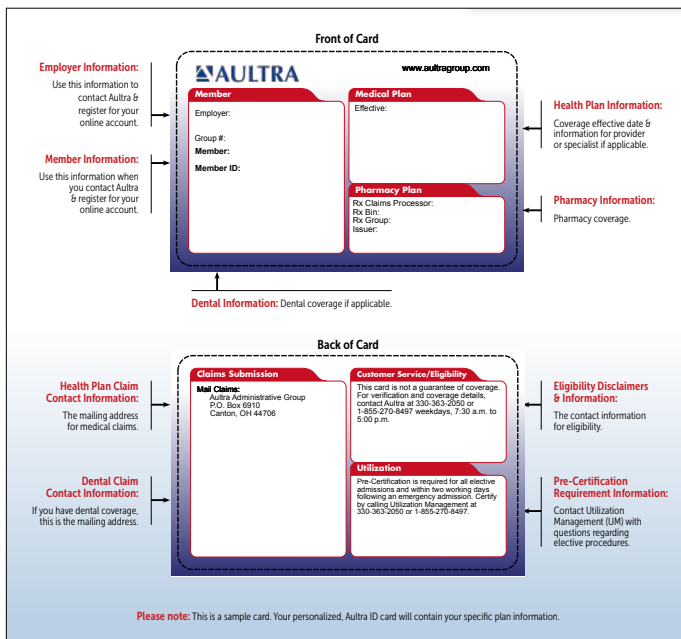 Front of Card
Employer Information:
Use this information to
contact Aultra &
register for your
online account.
Member Information:
Use this information when
you contact Aultra
& register for your
online account.
AULTRA
www.aultragroup.com
Member
Employer:
Group #:
Member:
Member ID:
Medical Plan
Effective:
Pharmacy Plan
Rx Claims Processor:
Rx Bin:
Rx Group:
Issuer:
Health Plan Information:
Coverage effective date &
information for provider
or specialist if applicable.
Pharmacy Information:
Pharmacy coverage.
Dental Information: Dental coverage if applicable.
Back of Card
Health Plan Claim
Contact Information:
The mailing address
for medical claims.
Dental Claim
Contact Information:
If you have dental coverage,
this is the mailing address.
Claims Submission
Mail Claims:
Aultra Administrative Group
P.O. Box 6910
Canton, OH 44706
Customer Service/Eligibility
This card is not a guarantee of coverage.
For verification and coverage details,
contact Aultra at 330-363-2050 or
1-855-270-8497 weekdays, 7:30 a.m. to
5:00 p.m.
Utilization
Pre-Certification is required for all elective
admissions and within two working days
following an emergency admission. Certify
by calling Utilization Management at
330-363-2050 or 1-855-270-8497.
Eligibility Disclaimers
& Information:
The contact information
for eligibility.
Pre-Certification
Requirement Information:
Contact Utilization
Management (UM) with
questions regarding
elective procedures.
Please note: This is a sample card. Your personalized, Aultra ID card will contain your specific plan information.